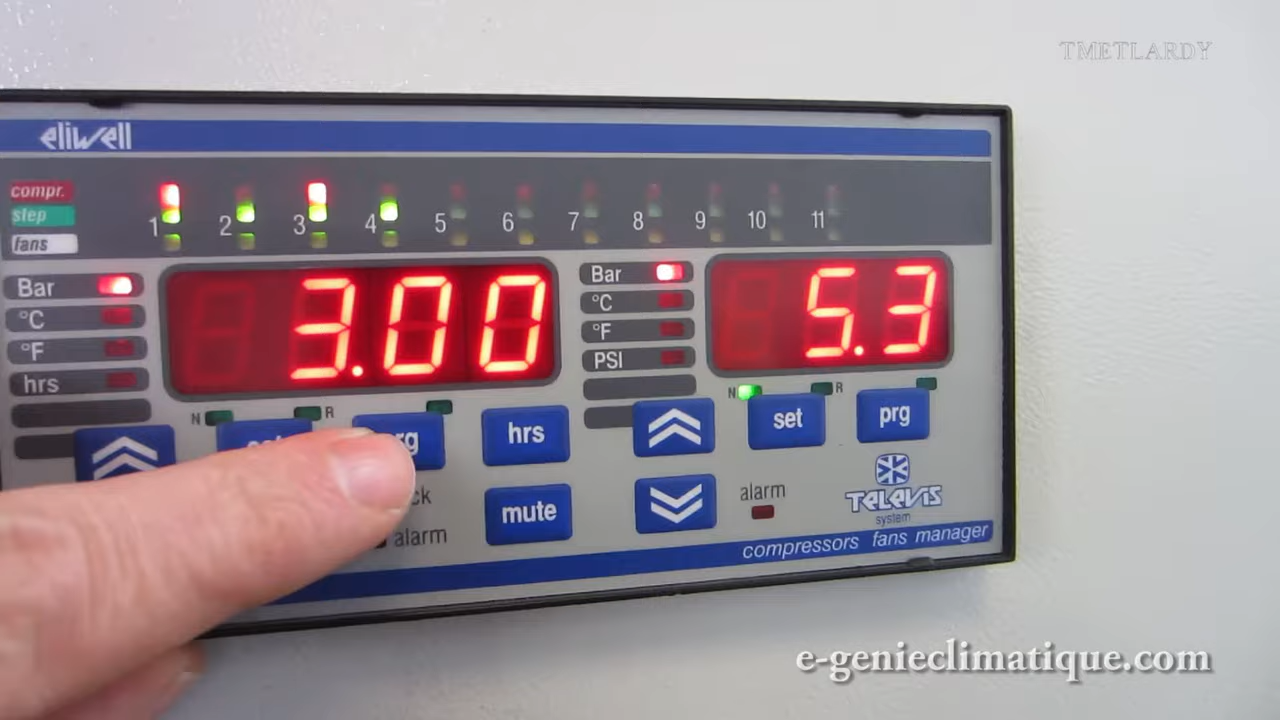 TMETLARDY
eliwell
compr.
step
fans
1 2 3 4 5 6 7 8 9 10 11
Bar
°C
°F
hrs
3.00
Bar
°C
°F
PSI
5.3
N R
N R
hrs
set
prg
mute
alarm
alarm
TELEVIS
system
compressors fans manager
e-genieclimatique.com